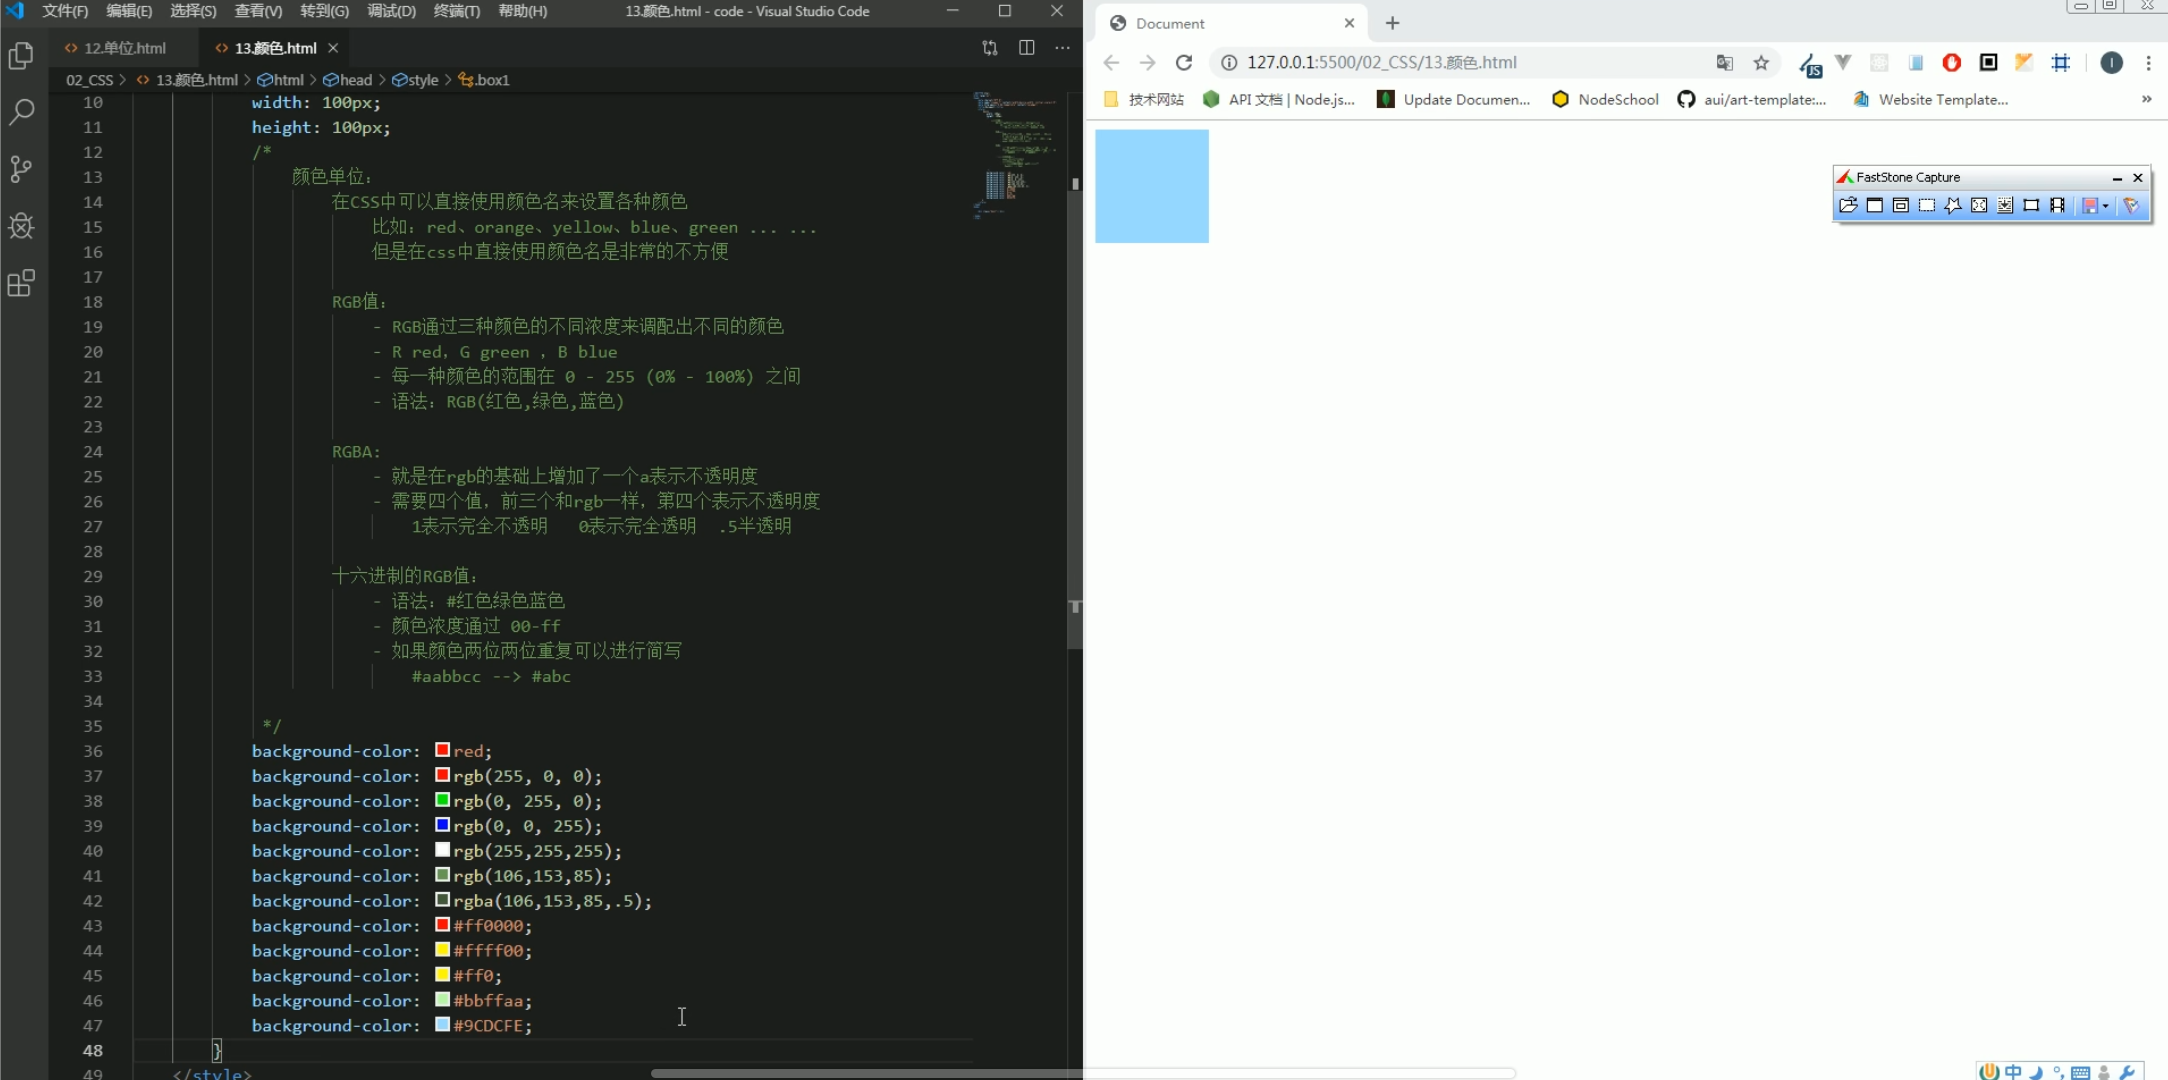 文件(F) 编辑(E) 选择(S) 查看(V) 转到(G) 调试(D) 终端(T) 帮助(H) 13.颜色.html - code - Visual Studio Code
12.单位.html 13.颜色.html
02_CSS > 13.颜色.html > html > head > style > .box1
10 width: 100px;
11 height: 100px;
12 /*
13 颜色单位:
14 在CSS中可以直接使用颜色名来设置各种颜色
15 比如: red、orange、yellow、blue、green ... ...
16 但是在css中直接使用颜色名是非常的不方便
17
18 RGB值:
19 - RGB通过三种颜色的不同浓度来调配出不同的颜色
20 - R red, G green , B blue
21 - 每一种颜色的范围在 0 - 255 (0% - 100%) 之间
22 - 语法: RGB(红色,绿色,蓝色)
23
24 RGBA:
25 - 就是在rgb的基础上增加了一个a表示不透明度
26 - 需要四个值，前三个和rgb一样，第四个表示不透明度
27 1表示完全不透明 0表示完全透明 .5半透明
28
29 十六进制的RGB值:
30 - 语法: #红色绿色蓝色
31 - 颜色浓度通过 00-ff
32 - 如果颜色两位两位重复可以进行简写
33 #aabbcc --> #abc
34
35 */
36 background-color: red;
37 background-color: rgb(255, 0, 0);
38 background-color: rgb(0, 255, 0);
39 background-color: rgb(0, 0, 255);
40 background-color: rgb(255,255,255);
41 background-color: rgb(106,153,85);
42 background-color: rgba(106,153,85,.5);
43 background-color: #ff0000;
44 background-color: #ffff00;
45 background-color: #ff0;
46 background-color: #bbffaa;
47 background-color: #9CDCFE;
48 }
49 </style>
Document
127.0.0.1:5500/02_CSS/13.颜色.html
JS
I
技术网站 API 文档 | Node.js... Update Documen... NodeSchool aui/art-template:... Website Template... »
FastStone Capture
中